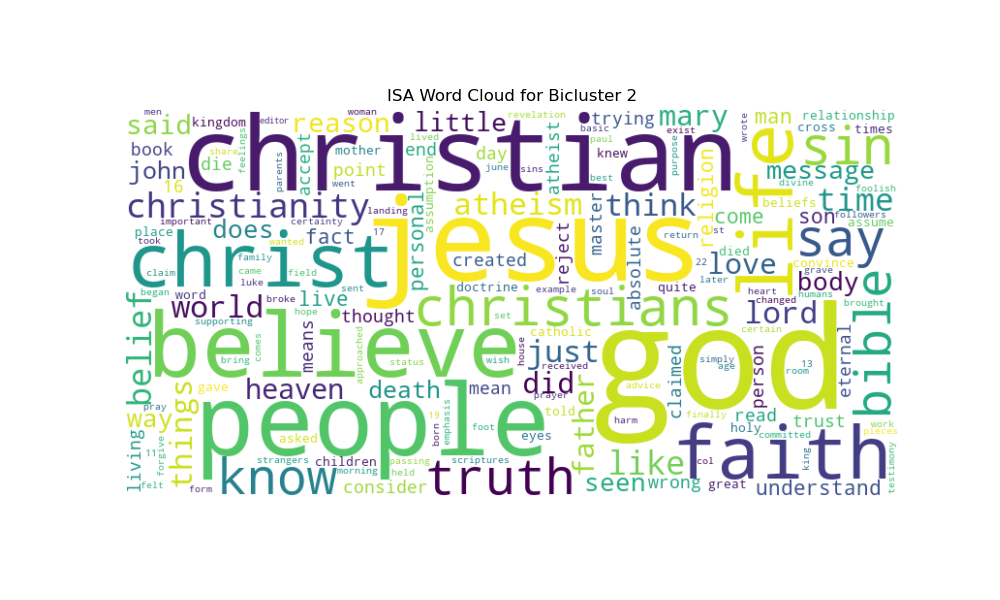 ISA Word Cloud for Bicluster 2
men
woman
revelation
said
kingdom
editor
reason
little
trying
mary
man
relationship
christian
share
feelings
book
die
accept
mother
end
day
atheist
basic
paul
exist
purpose
wrote
cross
times
sin
life
john
16
parents
went
point
lived
june
sins
knew
best
religion
message
divine
foolish
christianity
important
certainty
landing
personal
assumption
atheism
think
master
come
beliefs
time
son
followers
assume
place
took
does
wanted
fact
17
jesus
created
reject
absolute
return
st
22
died
later
love
convince
say
christ
family
claim
came
luke
field
sent
doctrine
example
soul
quite
heart
grave
changed
humans
body
brought
bible
began
word
broke
hope
live
world
supporting
thought
christians
set
lord
certain
belief
believe
means
bring
comes
approached
status
wish
house
catholic
just
received
god
simply
age
13
room
person
eternal
heaven
death
mean
did
prayer
advice
claimed
gave
things
way
pray
people
19
told
father
harm
finally
read
trust
work
pieces
living
11
forgive
felt
asked
born
emphasis
foot
eyes
holy
committed
king
faith
testimony
strangers
morning
children
passing
held
scriptures
know
form
consider
truth
like
seen
wrong
col
great
understand